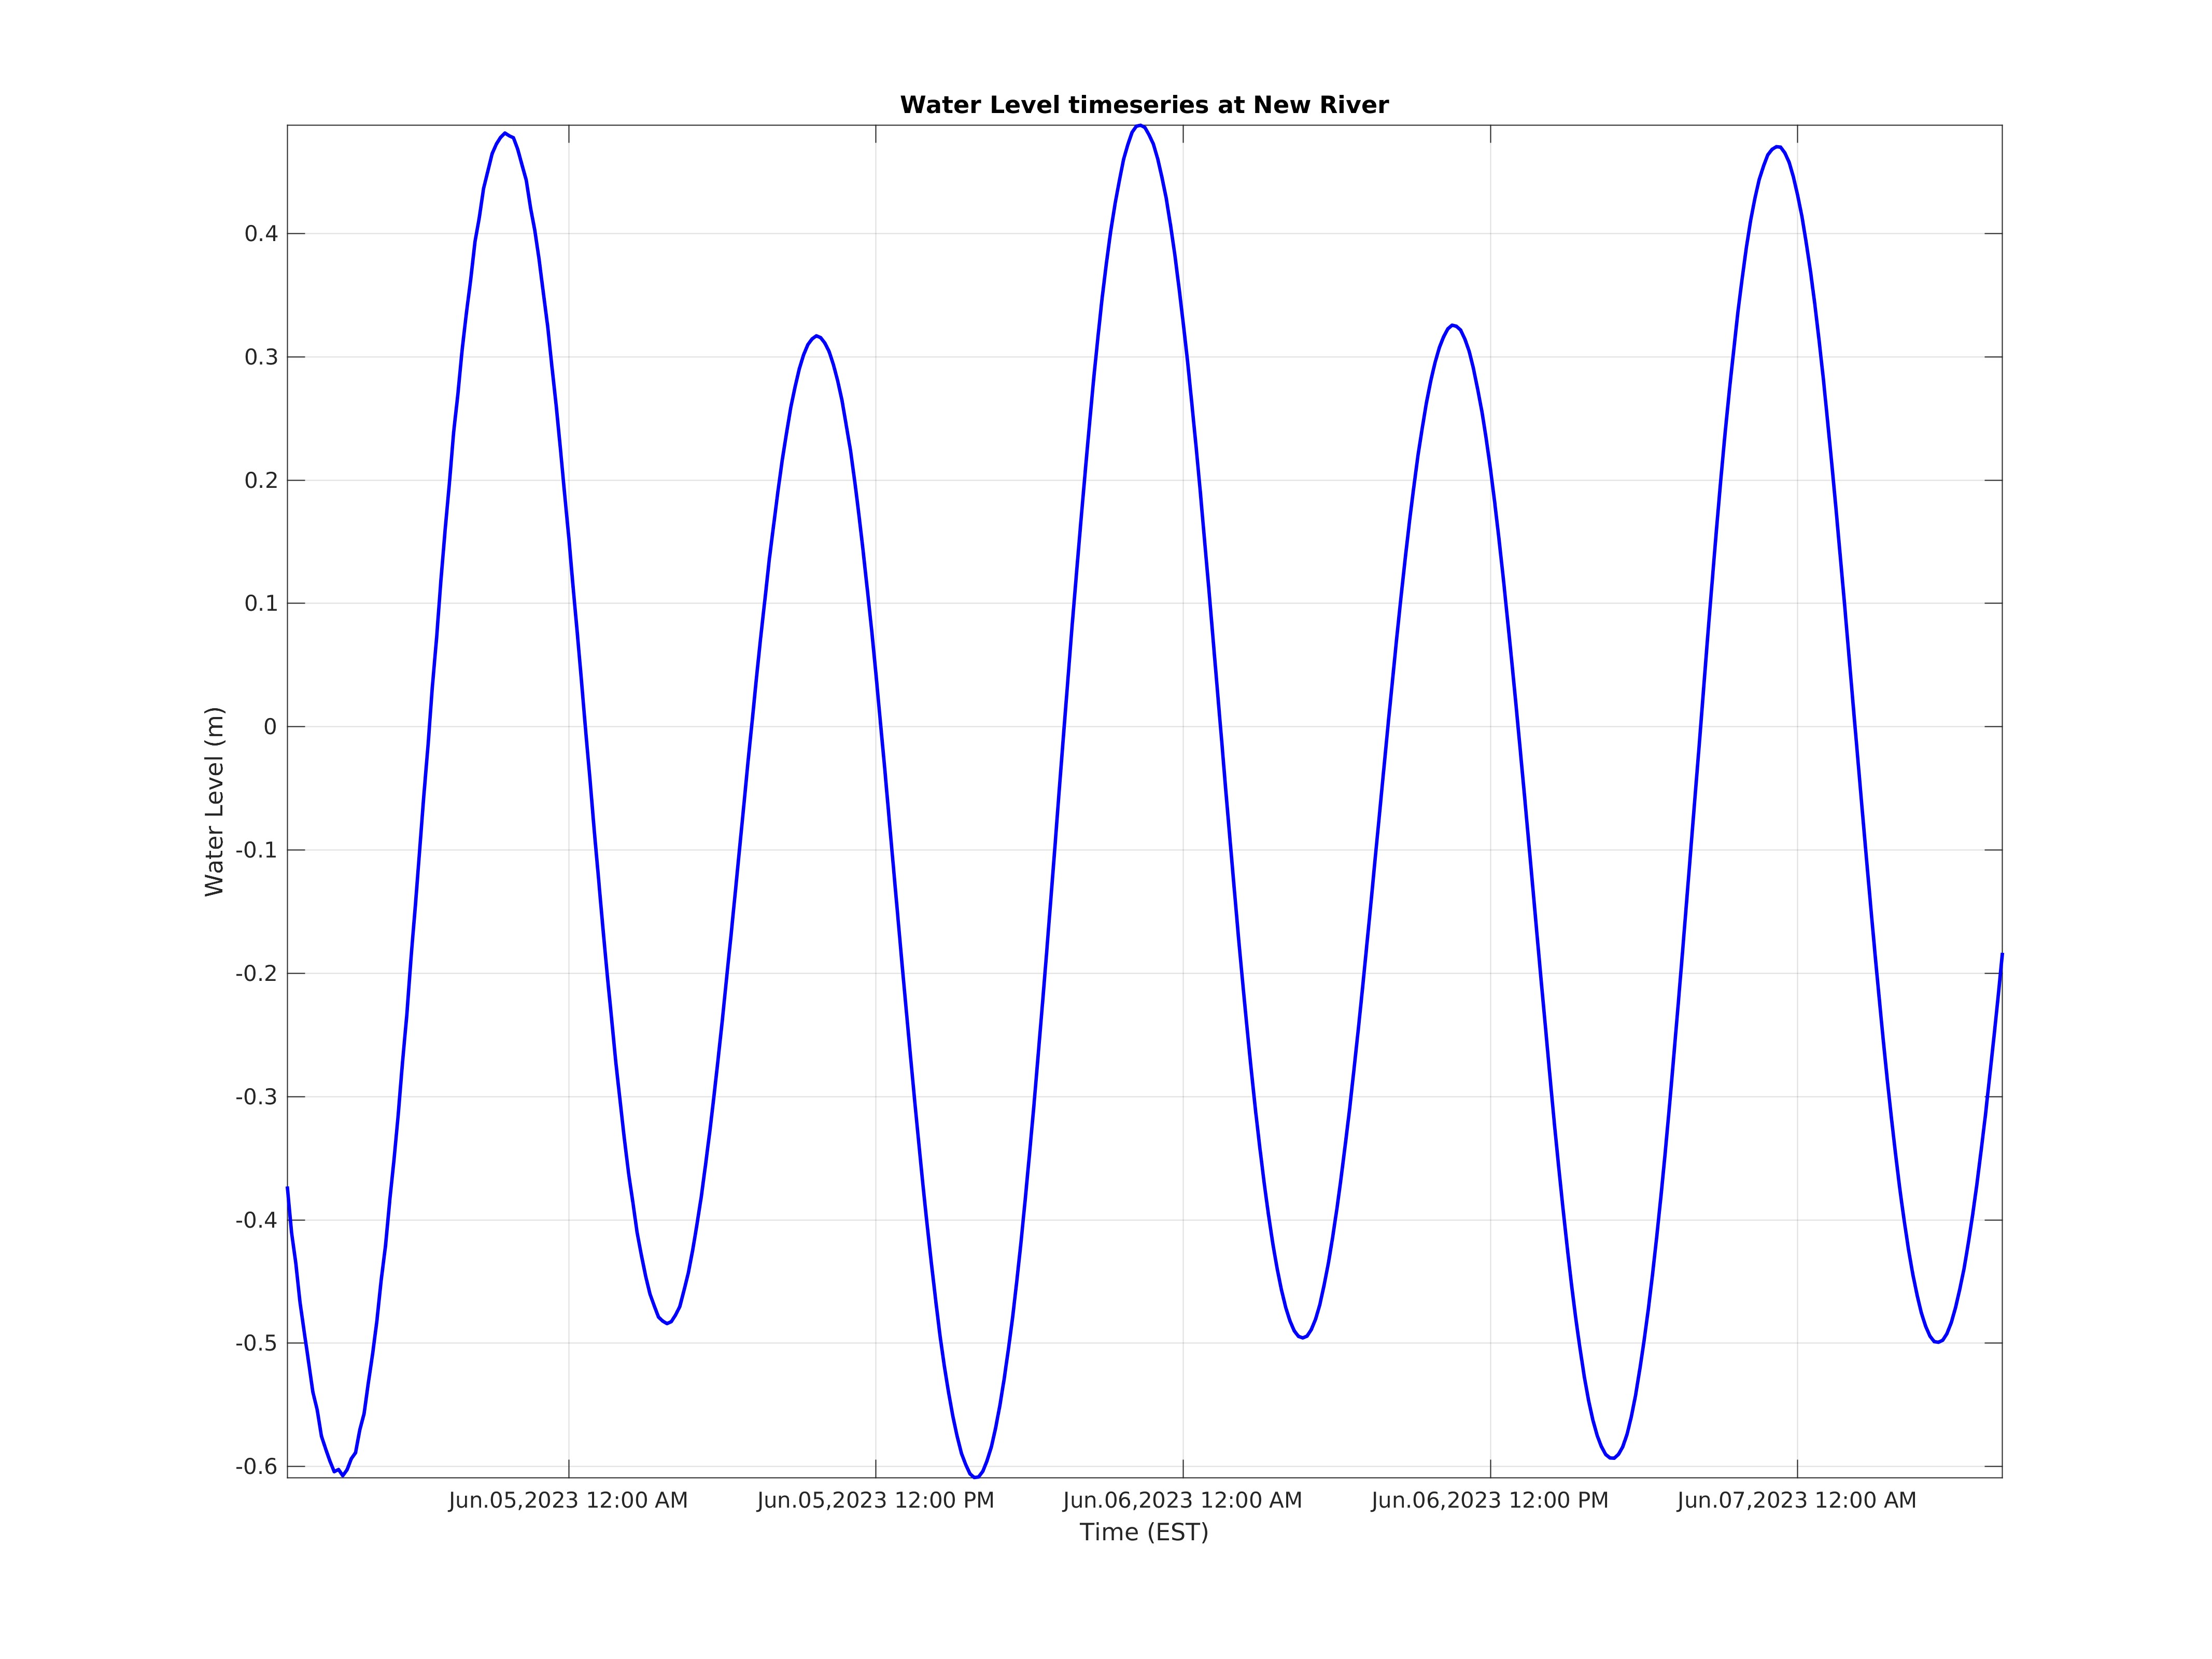 Water Level timeseries at New River
0.4
0.3
0.2
0.1
0
-0.1
-0.2
-0.3
-0.4
-0.5
-0.6
Water Level (m)
Jun.05,2023 12:00 AM Jun.05,2023 12:00 PM Jun.06,2023 12:00 AM Jun.06,2023 12:00 PM Jun.07,2023 12:00 AM
Time (EST)